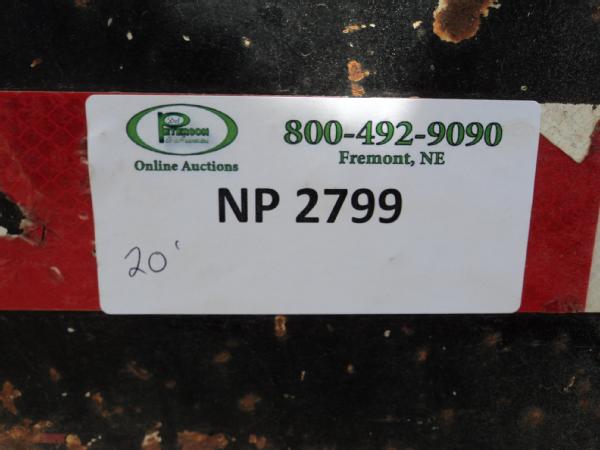 PETERSON
Online Auctions
800-492-9090
Fremont, NE
NP 2799
20'